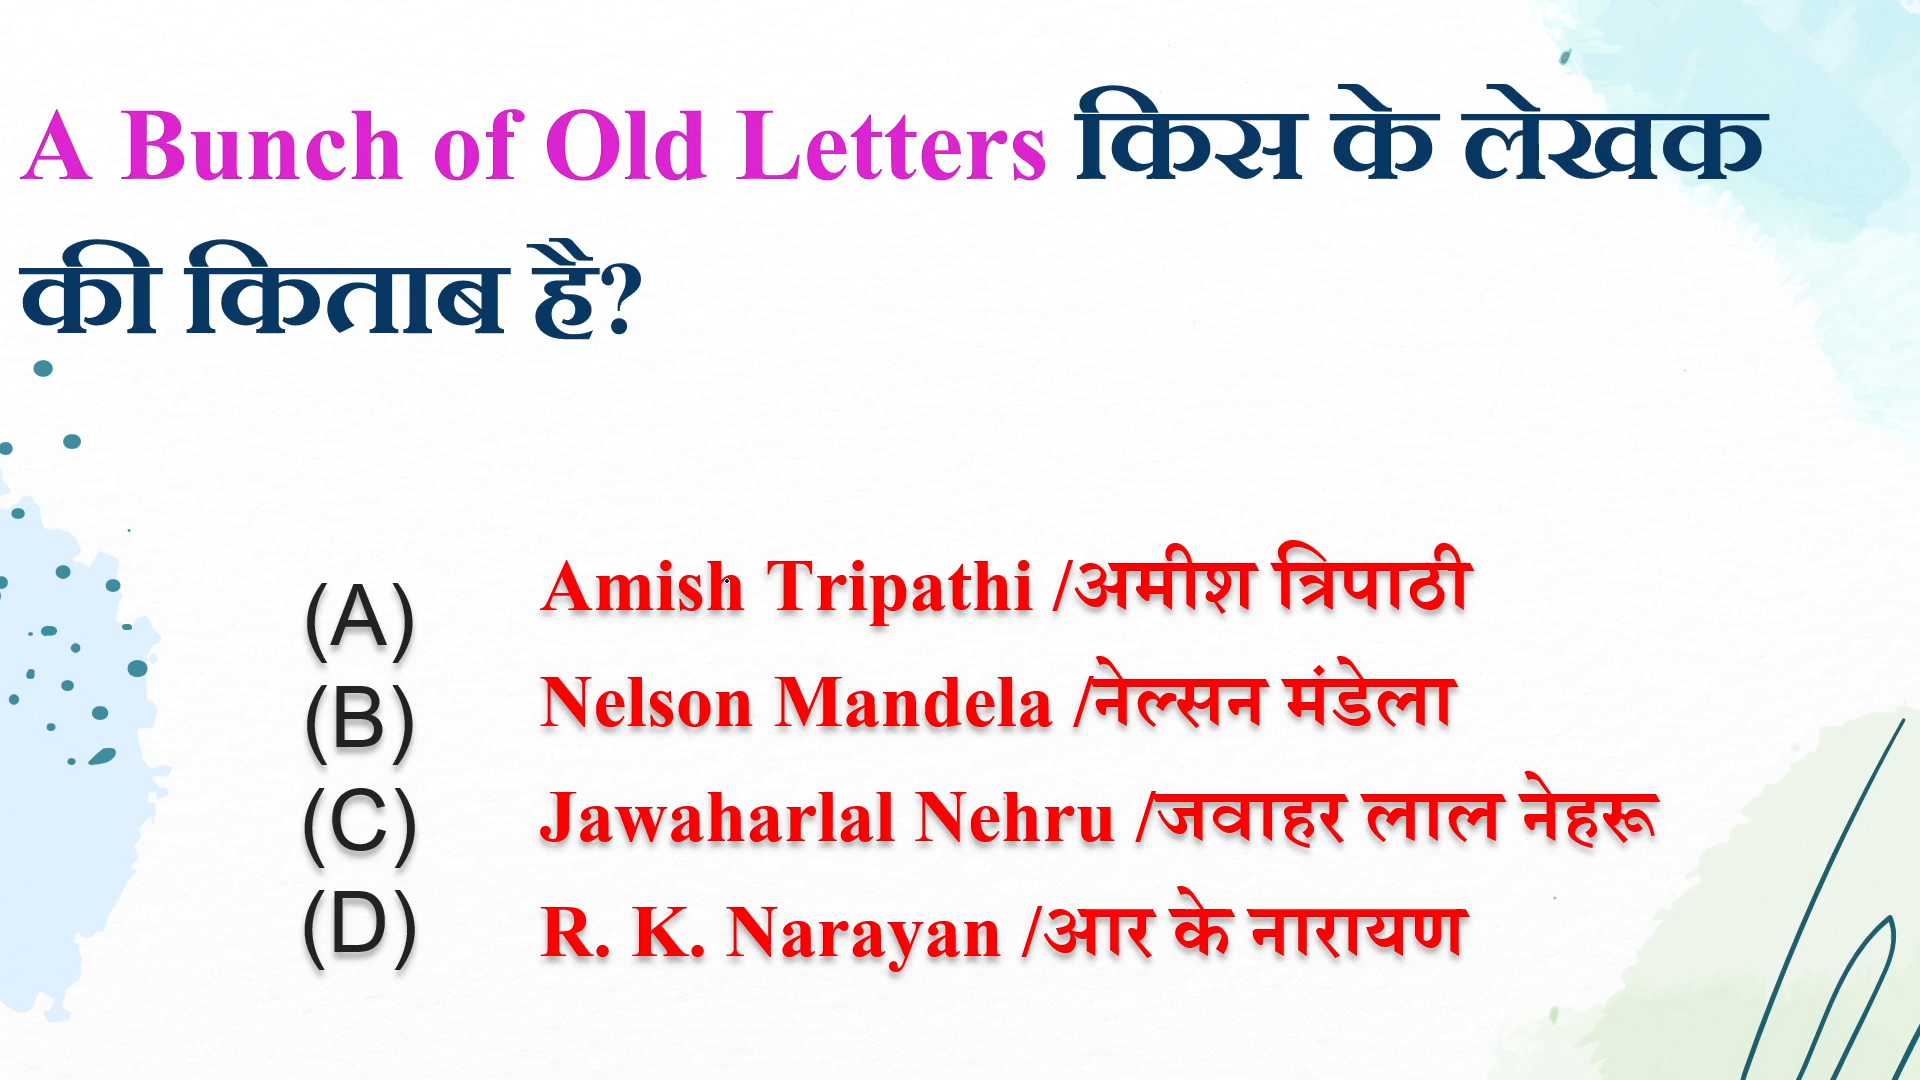 A Bunch of Old Letters किस के लेखक
की किताब है?
(A) Amish Tripathi /अमीश त्रिपाठी
(B) Nelson Mandela /नेल्सन मंडेला
(C) Jawaharlal Nehru /जवाहर लाल नेहरू
(D) R. K. Narayan /आर के नारायण